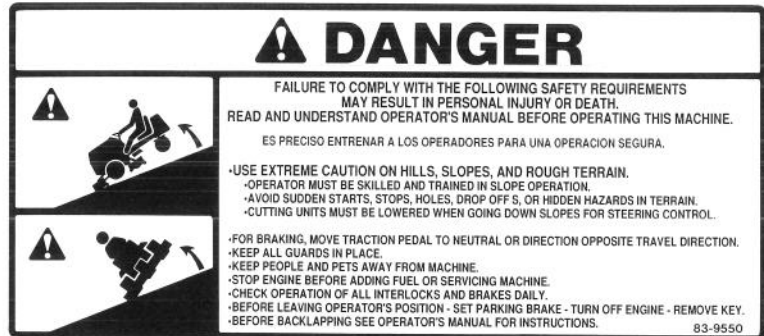 DANGER
FAILURE TO COMPLY WITH THE FOLLOWING SAFETY REQUIREMENTS
MAY RESULT IN PERSONAL INJURY OR DEATH.
READ AND UNDERSTAND OPERATOR'S MANUAL BEFORE OPERATING THIS MACHINE.
ES PRECISO ENTRENAR A LOS OPERADORES PARA UNA OPERACION SEGURA.
•USE EXTREME CAUTION ON HILLS, SLOPES, AND ROUGH TERRAIN.
•OPERATOR MUST BE SKILLED AND TRAINED IN SLOPE OPERATION.
•AVOID SUDDEN STARTS, STOPS, HOLES, DROP OFF S, OR HIDDEN HAZARDS IN TERRAIN.
•CUTTING UNITS MUST BE LOWERED WHEN GOING DOWN SLOPES FOR STEERING CONTROL.
•FOR BRAKING, MOVE TRACTION PEDAL TO NEUTRAL OR DIRECTION OPPOSITE TRAVEL DIRECTION.
•KEEP ALL GUARDS IN PLACE.
•KEEP PEOPLE AND PETS AWAY FROM MACHINE.
•STOP ENGINE BEFORE ADDING FUEL OR SERVICING MACHINE.
•CHECK OPERATION OF ALL INTERLOCKS AND BRAKES DAILY.
•BEFORE LEAVING OPERATOR'S POSITION - SET PARKING BRAKE - TURN OFF ENGINE - REMOVE KEY.
•BEFORE BACKLAPPING SEE OPERATOR'S MANUAL FOR INSTRUCTIONS.
83-9550